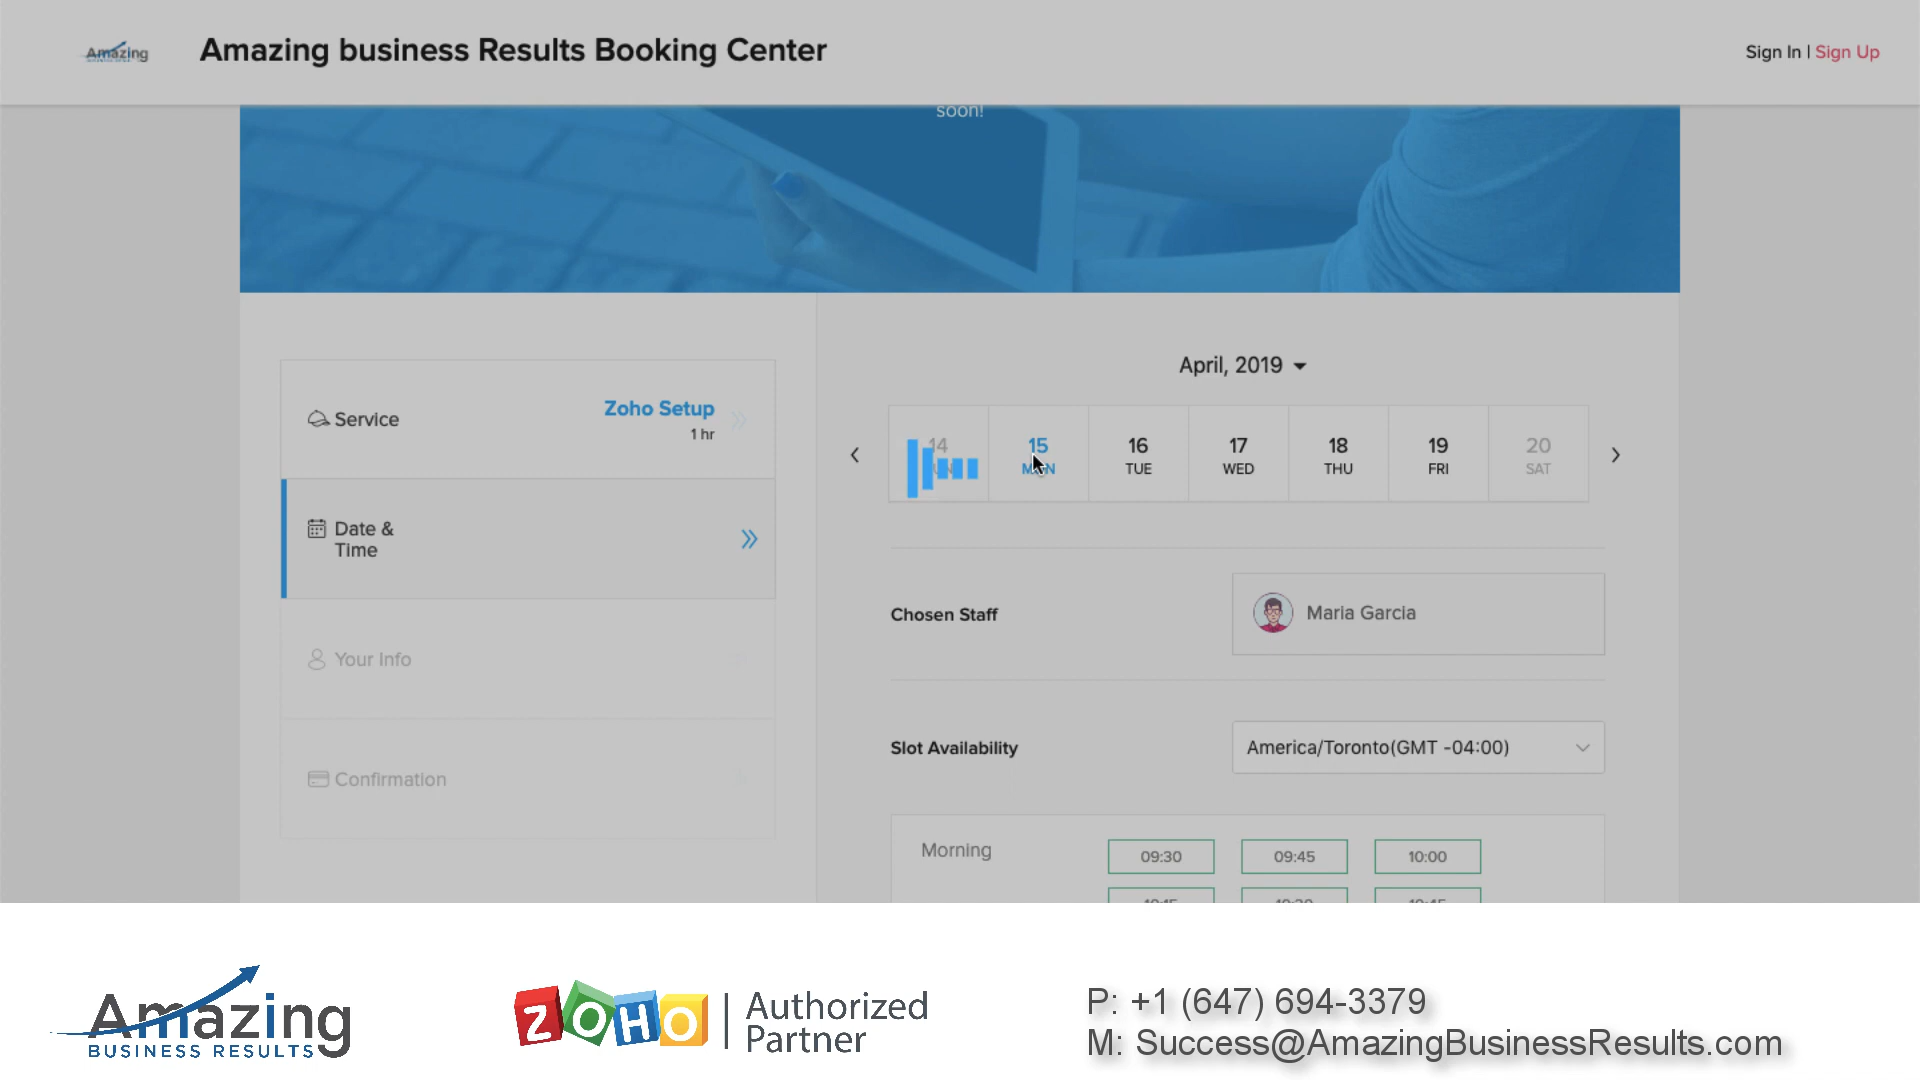 Amazing
Amazing business Results Booking Center
Sign In | Sign Up
soon!
April, 2019
Service
Zoho Setup
1 hr
14
15
MON
16
TUE
17
WED
18
THU
19
FRI
20
SAT
Date &
Time
Chosen Staff
Maria Garcia
Your Info
Slot Availability
America/Toronto(GMT -04:00)
Confirmation
Morning
09:30
09:45
10:00
Amazing
BUSINESS RESULTS
ZOHO
Authorized
Partner
P: +1 (647) 694-3379
M: Success@AmazingBusinessResults.com